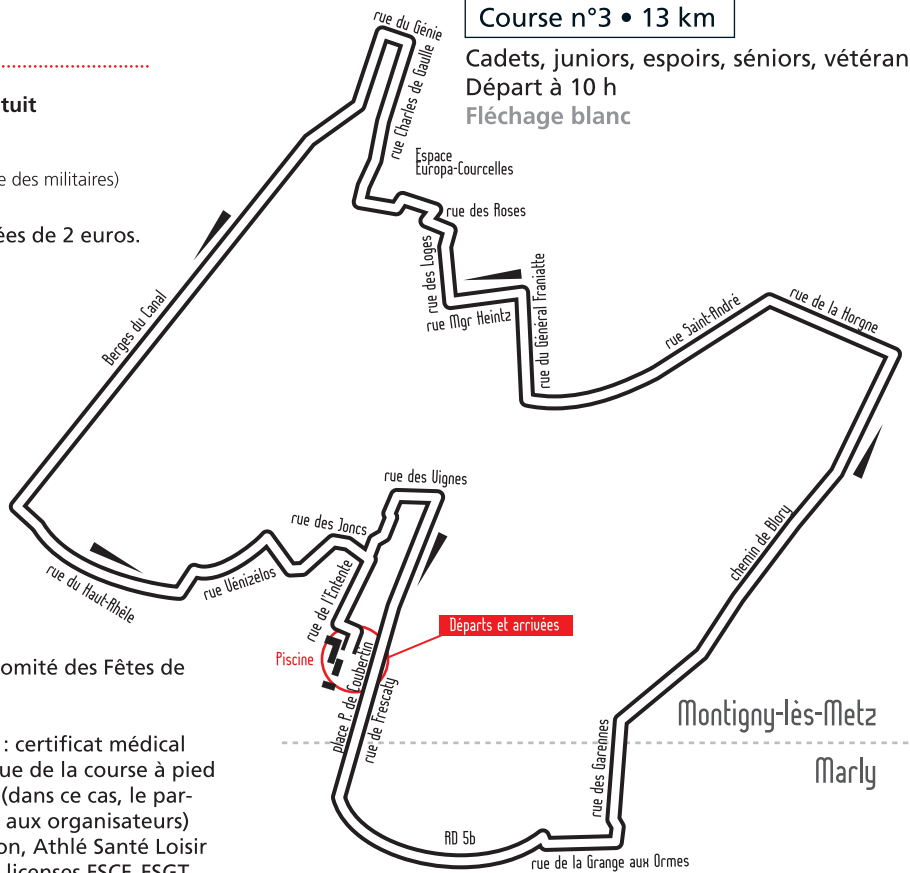 Course n°3 • 13 km
Cadets, juniors, espoirs, séniors, vétéran
Départ à 10 h
Fléchage blanc
tuit
e des militaires)
ées de 2 euros.
rue du Génie
rue Charles de Gaulle
Espace
Europa-Courcelles
rue des Roses
rue des Loges
rue Mgr Heintz
rue du Général Franiatte
rue Saint-André
rue de la Horgne
Berges du Canal
chemin de Blory
rue des Vignes
rue des Joncs
rue du Haut-Rhêle
rue Vénizélos
rue de l'Entente
Départs et arrivées
Piscine
place P. de Coubertin
rue de Frescaty
omité des Fêtes de
: certificat médical
ue de la course à pied
(dans ce cas, le par-
aux organisateurs)
on, Athlé Santé Loisir
licenses FSCF, FSGT
Montigny-lès-Metz
Marly
rue des Garennes
RD 5b
rue de la Grange aux Ormes